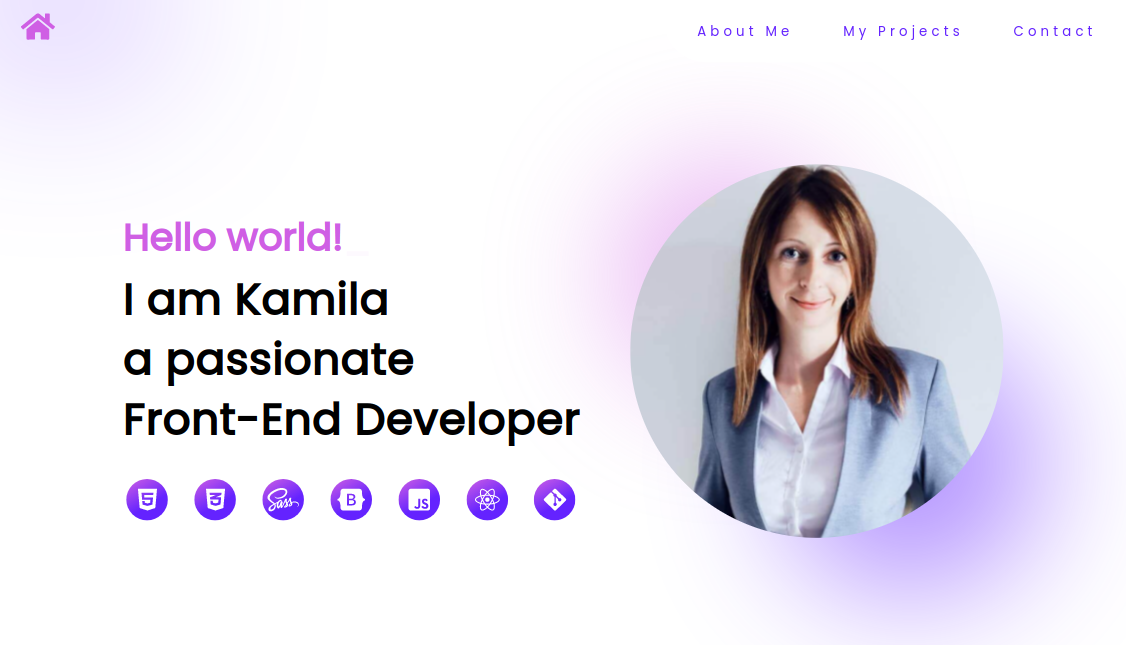 About Me
My Projects
Contact
Hello world!
I am Kamila
a passionate
Front-End Developer
5 3 Sass B JS